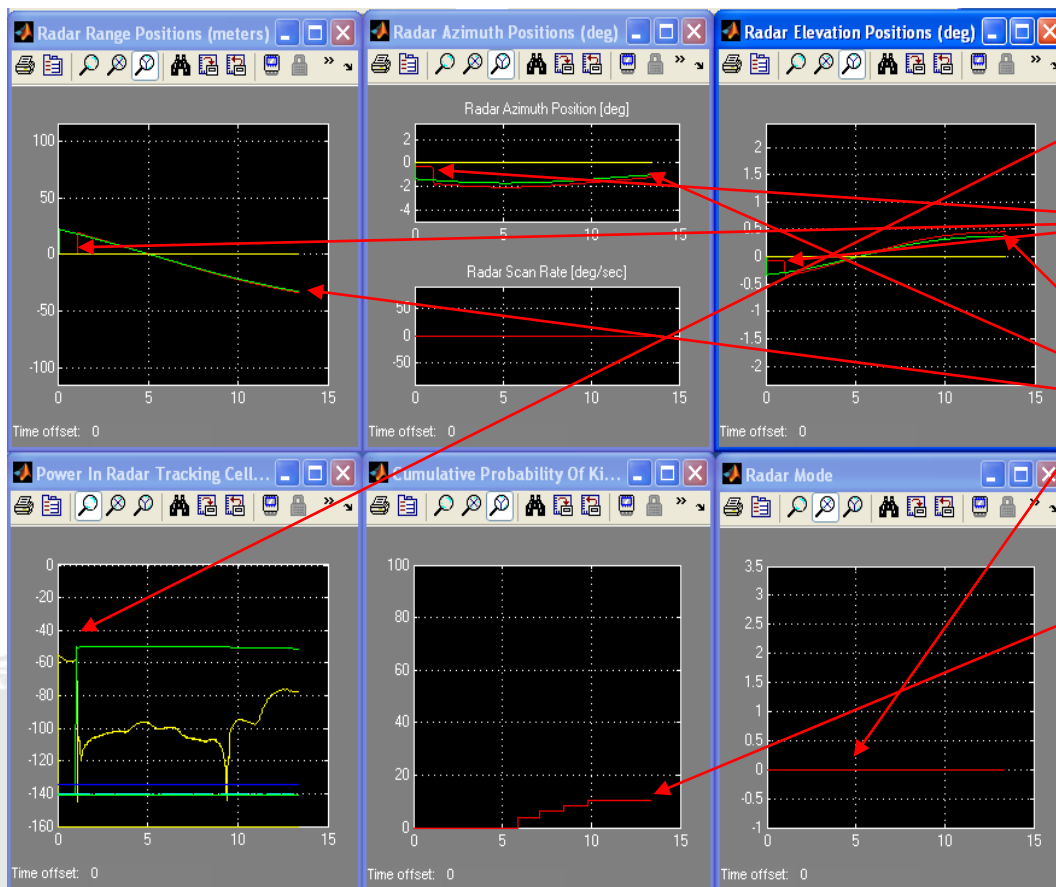 Radar Range Positions (meters)
100
50
0
-50
-100
0 5 10 15
Time offset: 0
Radar Azimuth Positions (deg)
Radar Azimuth Position [deg]
2
0
-2
-4
0 5 10 15
Radar Scan Rate [deg/sec]
50
0
-50
0 5 10 15
Time offset: 0
Radar Elevation Positions (deg)
2
1.5
1
0.5
0
-0.5
-1
-1.5
-2
0 5 10 15
Time offset: 0
Power In Radar Tracking Cell...
0
-20
-40
-60
-80
-100
-120
-140
-160
0 5 10 15
Time offset: 0
Cumulative Probability Of Ki...
100
80
60
40
20
0
0 5 10 15
Time offset: 0
Radar Mode
3.5
3
2.5
2
1.5
1
0.5
0
-0.5
-1
0 5 10 15
Time offset: 0